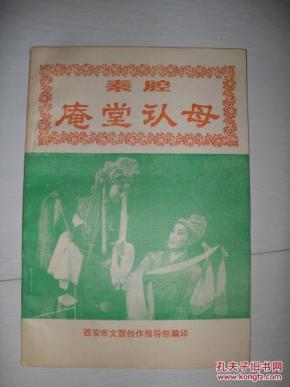 秦腔
庵堂认母
西安市文联创作指导部编印
孔夫子旧书网